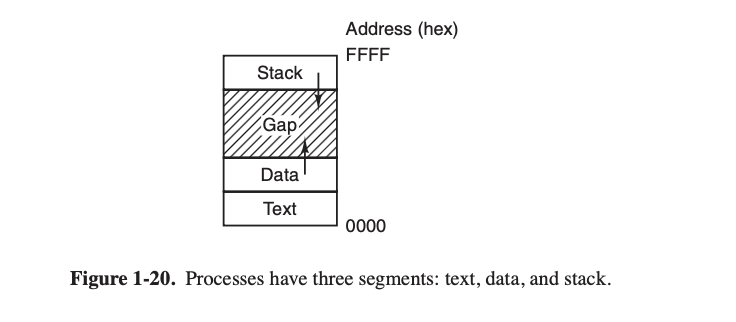 Address (hex)
FFFF
Stack
Gap
Data
Text
0000
Figure 1-20. Processes have three segments: text, data, and stack.